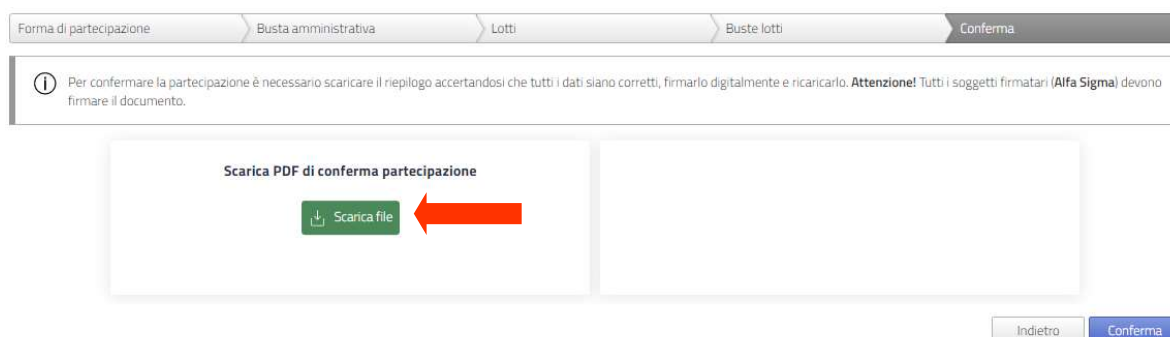 Forma di partecipazione
Busta amministrativa
Lotti
Buste lotti
Conferma
Per confermare la partecipazione è necessario scaricare il riepilogo accertandosi che tutti i dati siano corretti, firmarlo digitalmente e ricaricarlo. Attenzione! Tutti i soggetti firmatari (Alfa Sigma) devono
firmare il documento.
Scarica PDF di conferma partecipazione
Scarica file
Indietro
Conferma